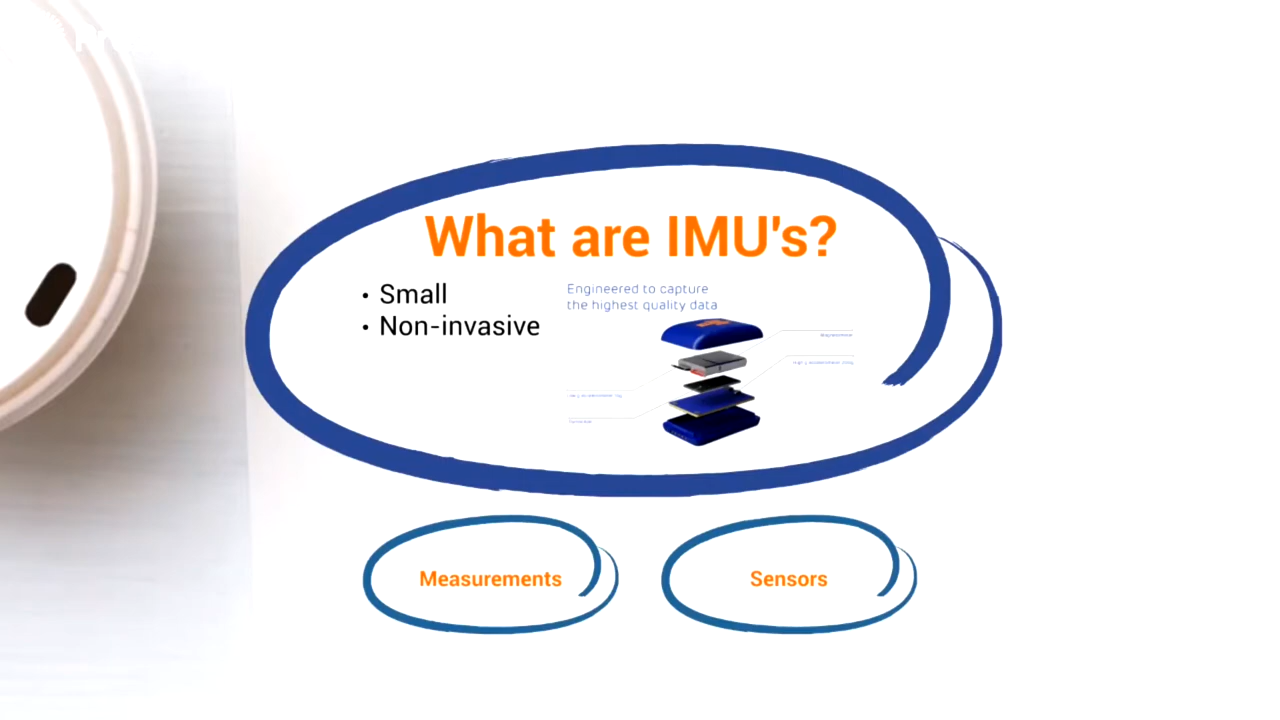 What are IMU's?
• Small
• Non-invasive
Engineered to capture
the highest quality data
Measurements
Sensors